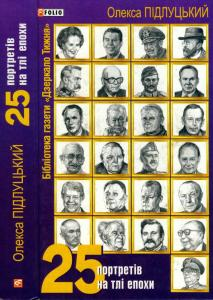 FOLIO
Олекса ПІДЛУЦЬКИЙ
Бібліотека газети «Дзеркало Тижня»
25 портретів
на тлі епохи
Олекса ПІДЛУЦЬКИЙ
25 портретів
на тлі епохи